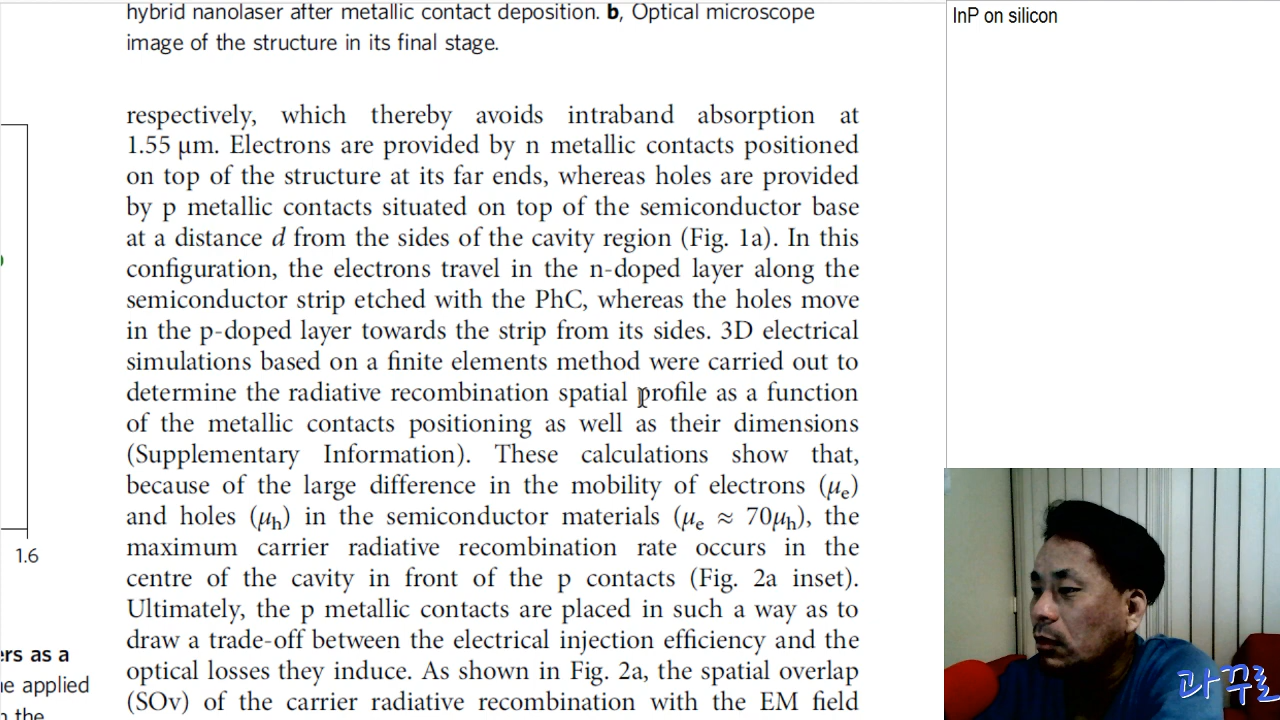 hybrid nanolaser after metallic contact deposition. b, Optical microscope
image of the structure in its final stage.
respectively, which thereby avoids intraband absorption at
1.55 μm. Electrons are provided by n metallic contacts positioned
on top of the structure at its far ends, whereas holes are provided
by p metallic contacts situated on top of the semiconductor base
at a distance d from the sides of the cavity region (Fig. 1a). In this
configuration, the electrons travel in the n-doped layer along the
semiconductor strip etched with the PhC, whereas the holes move
in the p-doped layer towards the strip from its sides. 3D electrical
simulations based on a finite elements method were carried out to
determine the radiative recombination spatial profile as a function
of the metallic contacts positioning as well as their dimensions
(Supplementary Information). These calculations show that,
because of the large difference in the mobility of electrons (μe)
and holes (μh) in the semiconductor materials (μe ≈ 70μh), the
maximum carrier radiative recombination rate occurs in the
centre of the cavity in front of the p contacts (Fig. 2a inset).
Ultimately, the p metallic contacts are placed in such a way as to
draw a trade-off between the electrical injection efficiency and the
optical losses they induce. As shown in Fig. 2a, the spatial overlap
(SOv) of the carrier radiative recombination with the EM field
1.6
ers as a
e applied
the
InP on silicon
과꾸로